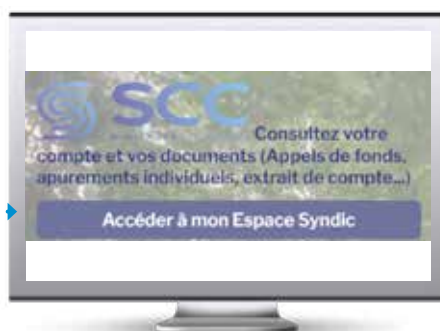 SCC
Consultez votre
compte et vos documents (Appels de fonds,
apurements individuels, extrait de compte...)
Accéder à mon Espace Syndic